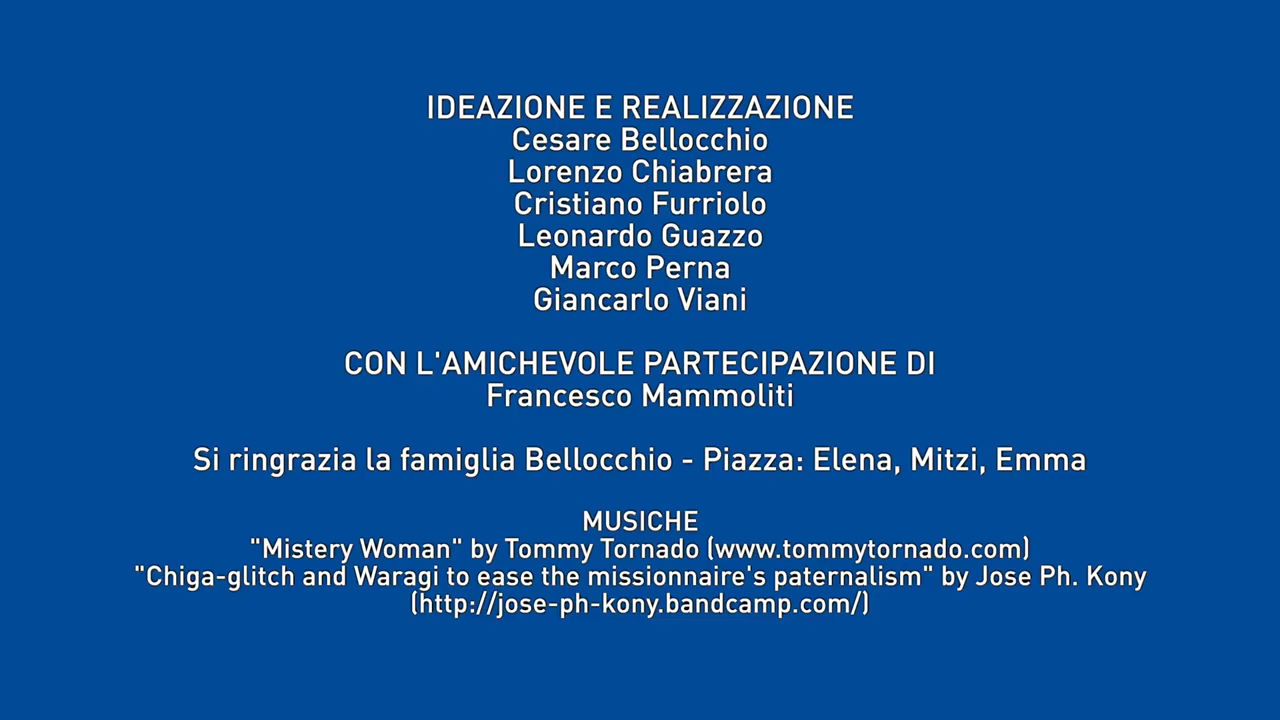 IDEAZIONE E REALIZZAZIONE
Cesare Bellocchio
Lorenzo Chiabrera
Cristiano Furriolo
Leonardo Guazzo
Marco Perna
Giancarlo Viani
CON L'AMICHEVOLE PARTECIPAZIONE DI
Francesco Mammoliti
Si ringrazia la famiglia Bellocchio - Piazza: Elena, Mitzi, Emma
MUSICHE
"Mistery Woman" by Tommy Tornado (www.tommytornado.com)
"Chiga-glitch and Waragi to ease the missionnaire's paternalism" by Jose Ph. Kony
(http://jose-ph-kony.bandcamp.com/)